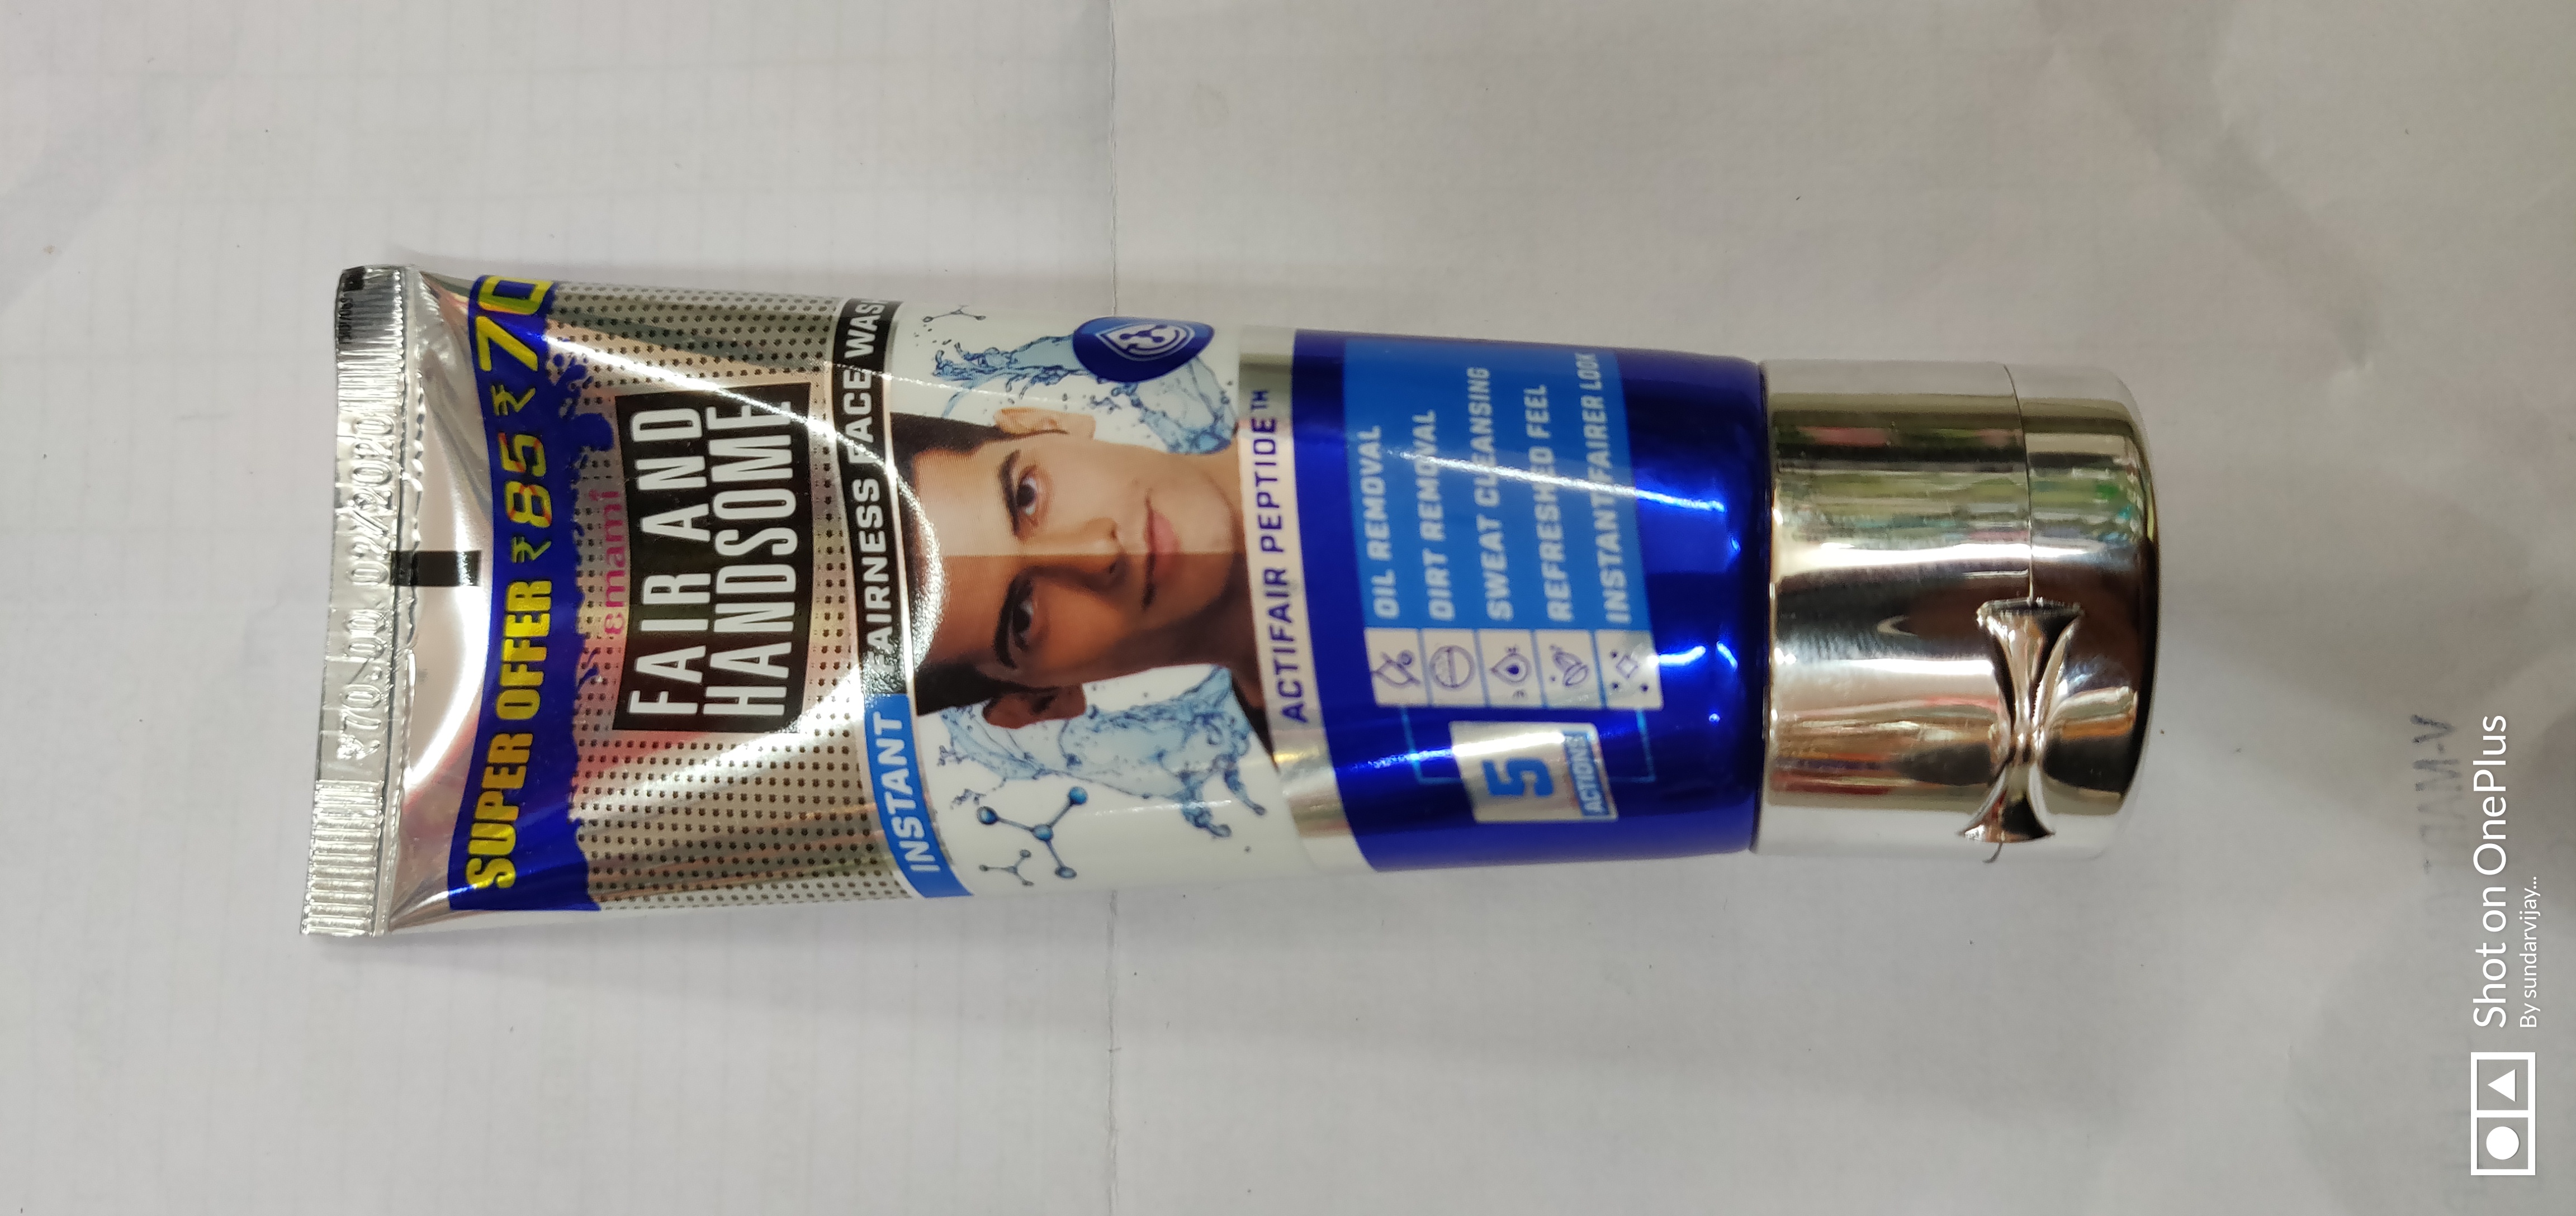 ₹70.00 02/2020
SUPER OFFER ₹85 ₹70
emami
FAIR AND
HANDSOME
INSTANT FAIRNESS FACE WASH
ACTIFAIR PEPTIDE™
OIL REMOVAL
DIRT REMOVAL
SWEAT CLEANSING
REFRESHED FEEL
INSTANT FAIRER LOOK
5
ACTIONS
V-MART
Shot on OnePlus
By sundarvijay...